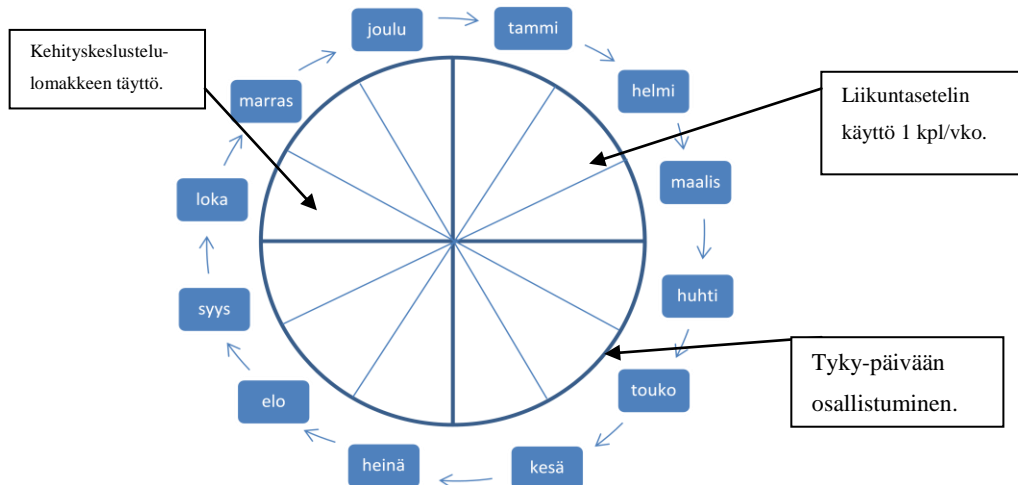 joulu
tammi
helmi
maalis
huhti
touko
kesä
heinä
elo
syys
loka
marras
Kehityskeslustelu-
lomakkeen täyttö.
Liikuntasetelin
käyttö 1 kpl/vko.
Tyky-päivään
osallistuminen.